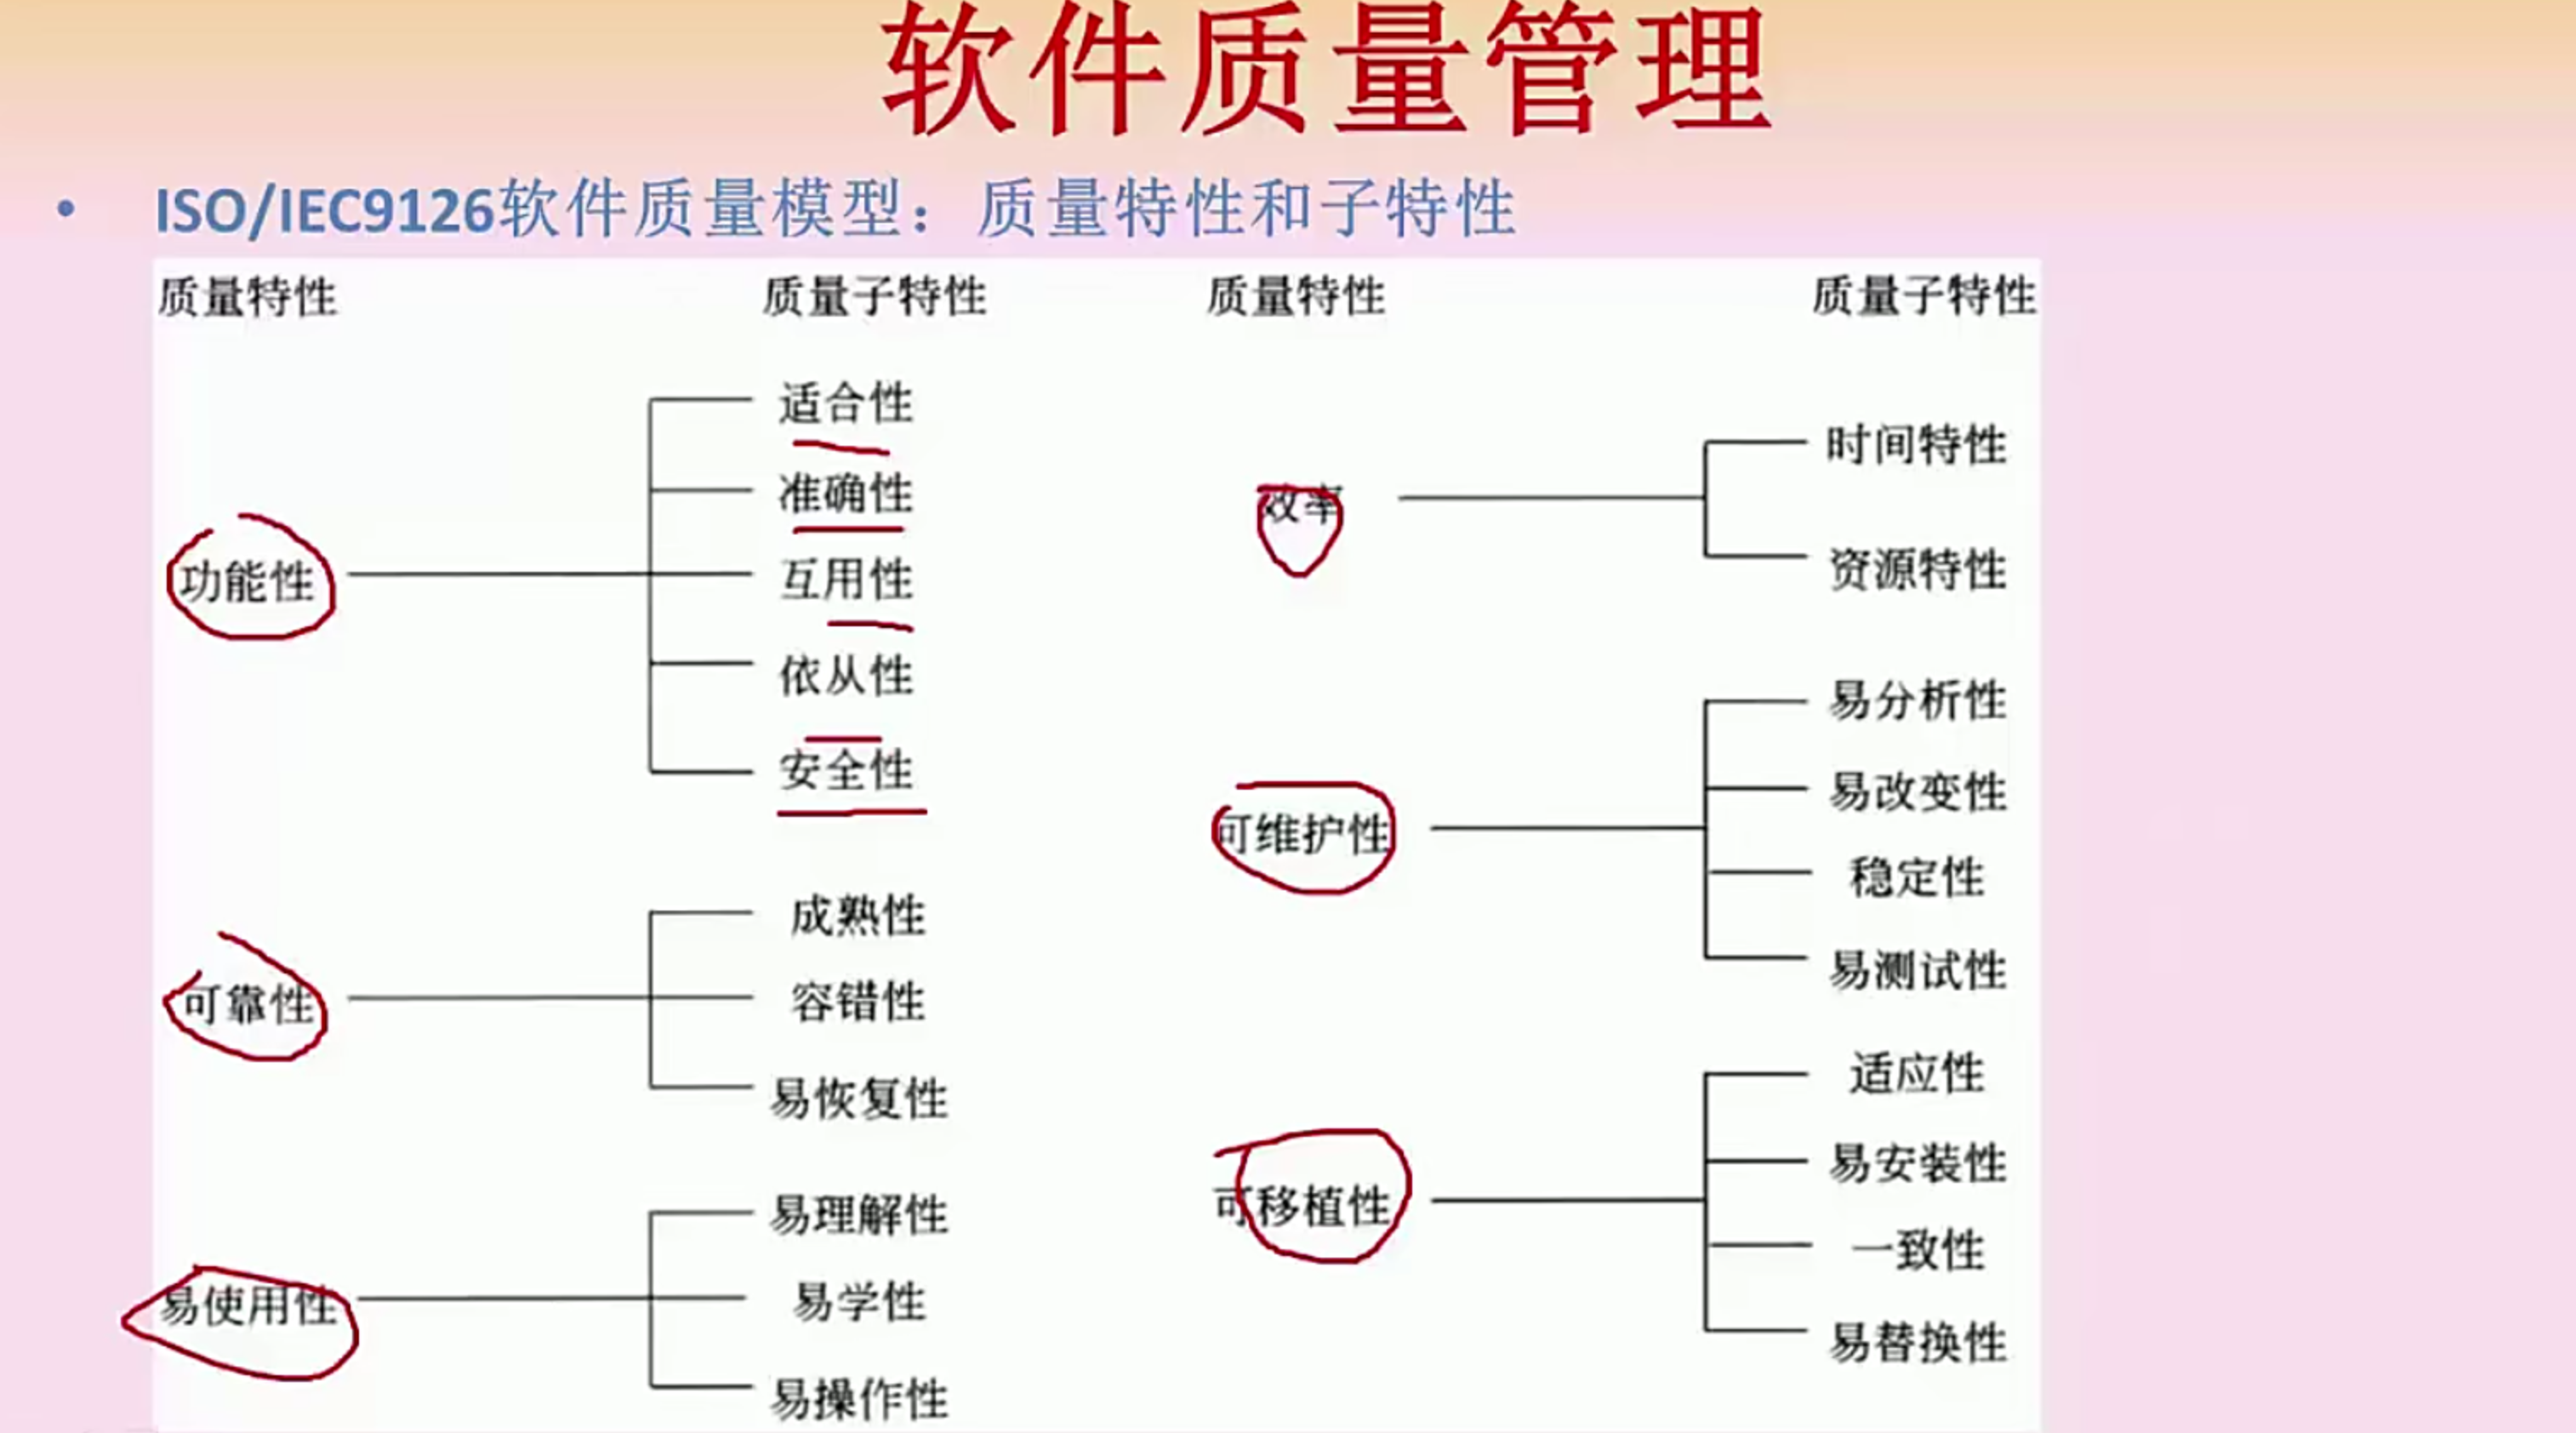 软件质量管理
• ISO/IEC9126软件质量模型：质量特性和子特性
质量特性 质量子特性
功能性
适合性
准确性
互用性
依从性
安全性
可靠性
成熟性
容错性
易恢复性
易使用性
易理解性
易学性
易操作性
质量特性 质量子特性
效率
时间特性
资源特性
可维护性
易分析性
易改变性
稳定性
易测试性
可移植性
适应性
易安装性
一致性
易替换性